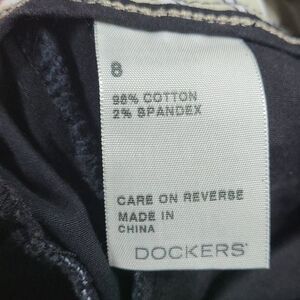 8
98% COTTON
2% SPANDEX
CARE ON REVERSE
MADE IN
CHINA
DOCKERS®